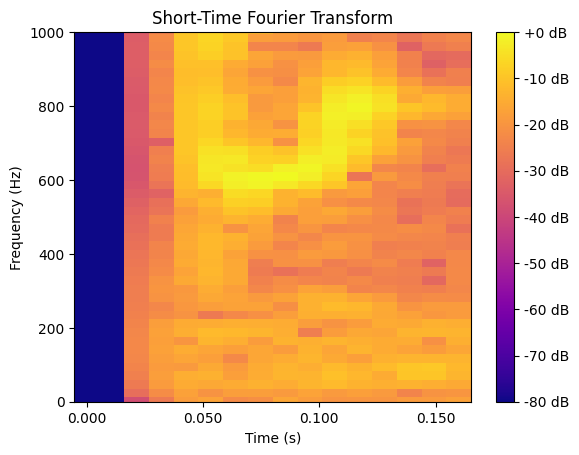 Short-Time Fourier Transform
1000
800
600
400
200
0
Frequency (Hz)
0.000
0.050
0.100
0.150
Time (s)
+0 dB
-10 dB
-20 dB
-30 dB
-40 dB
-50 dB
-60 dB
-70 dB
-80 dB